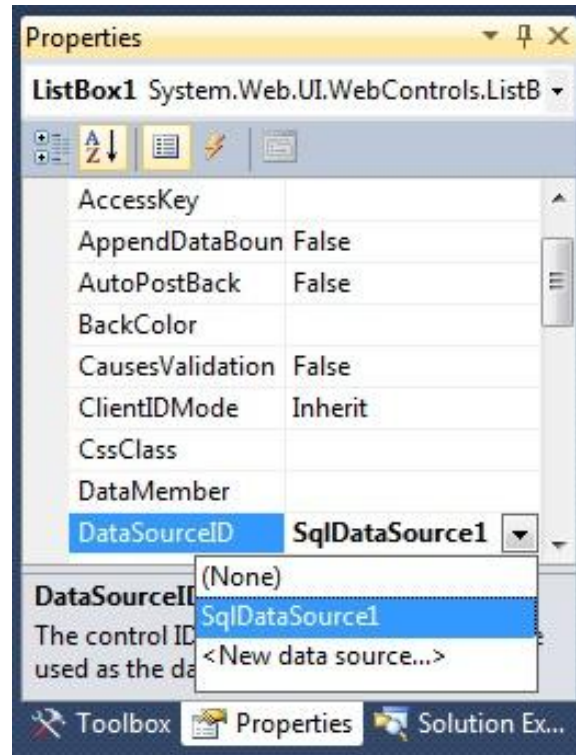 Properties
ListBox1 System.Web.UI.WebControls.ListB
AccessKey
AppendDataBoun False
AutoPostBack False
BackColor
CausesValidation False
ClientIDMode Inherit
CssClass
DataMember
DataSourceID SqlDataSource1
(None)
SqlDataSource1
<New data source...>
DataSourceI
The control ID e
used as the da
Toolbox Properties Solution Ex...